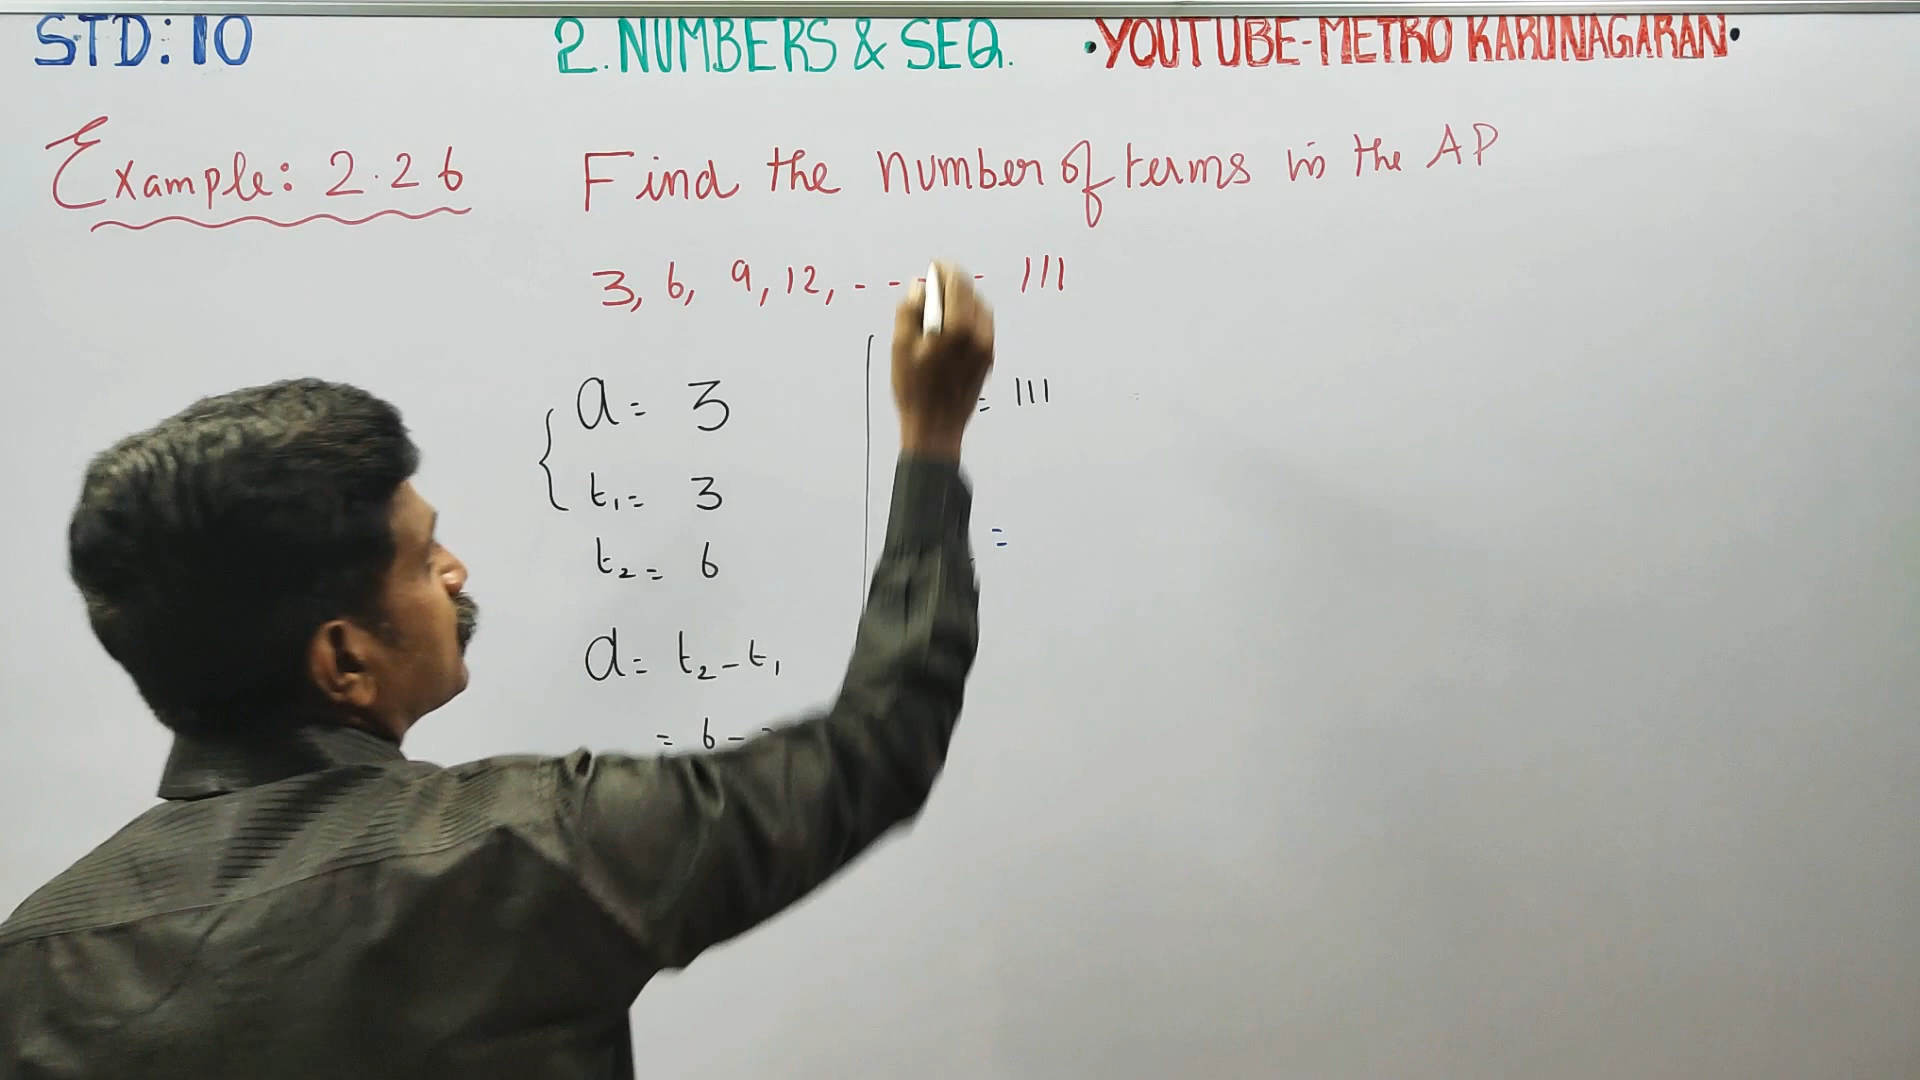 STD: 10
2. NUMBERS & SEQ.
·YOUTUBE-METRO KARUNAGARAN·
Example: 2.26
Find the number of terms in the AP
3, 6, 9, 12, - - - - - 111
a = 3
t₁ = 3
t₂ = 6
d = t₂ - t₁
= 6 -
= 111
=